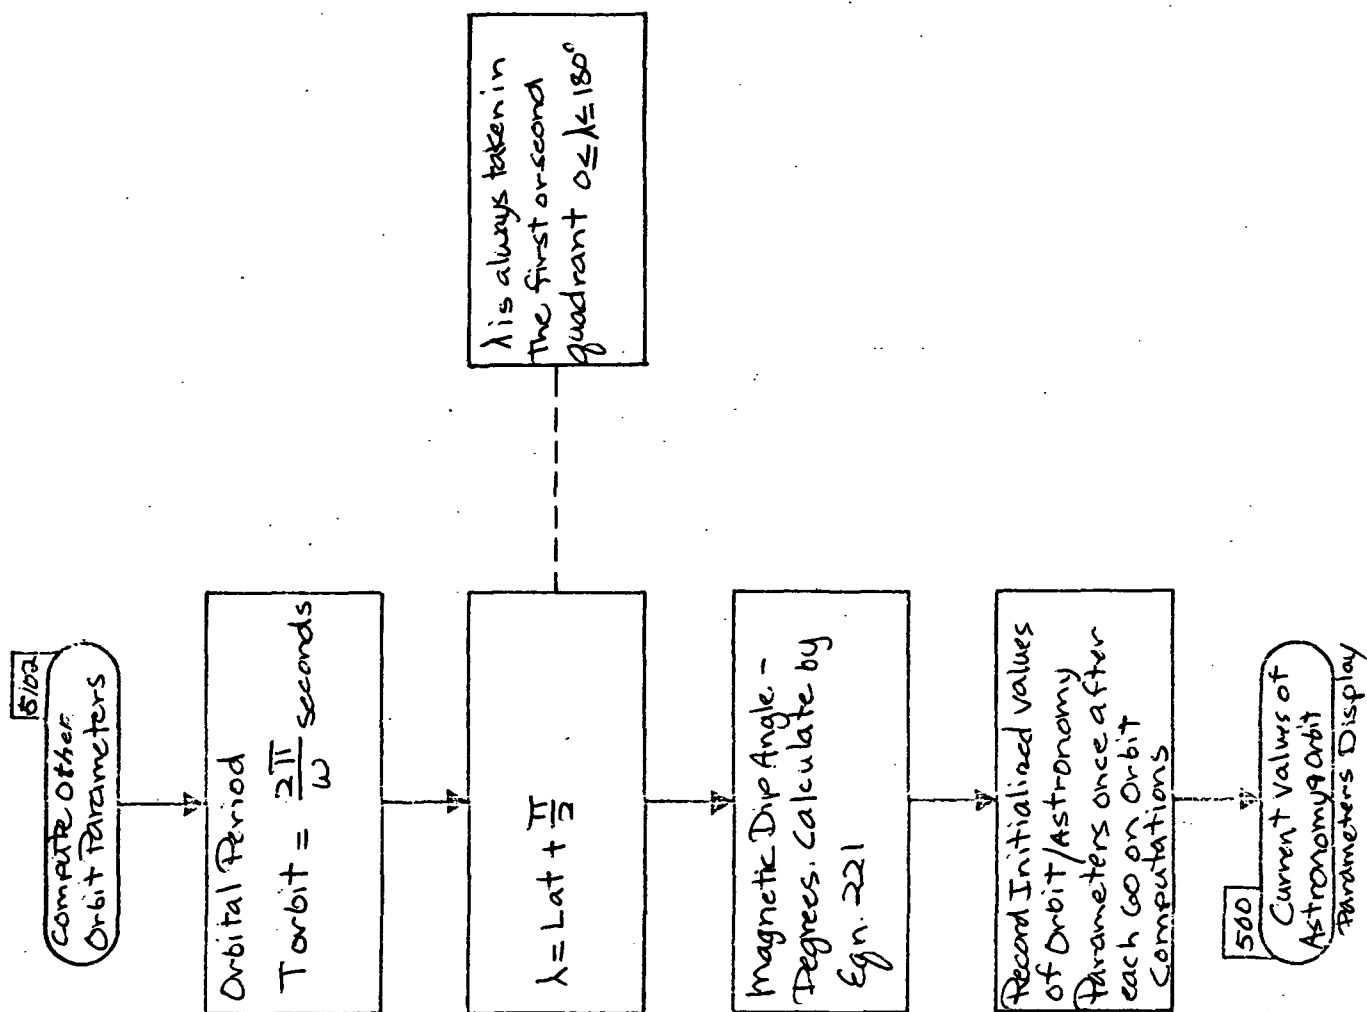 5102
Compute Other
Orbit Parameters
Orbital Period
Torbit = 2π/ω seconds
λ = Lat + π/2
λ is always taken in
the first or second
quadrant 0≤λ≤180°
Magnetic Dip Angle -
Degrees. Calculate by
Eqn. 221
Record Initialized values
of Orbit/Astronomy
Parameters once after
each GO on Orbit
Computations
500
Current Values of
Astronomy & Orbit
Parameters Display